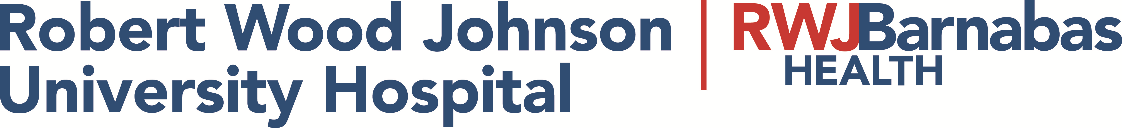 Robert Wood Johnson
University Hospital
RWJBarnabas
HEALTH